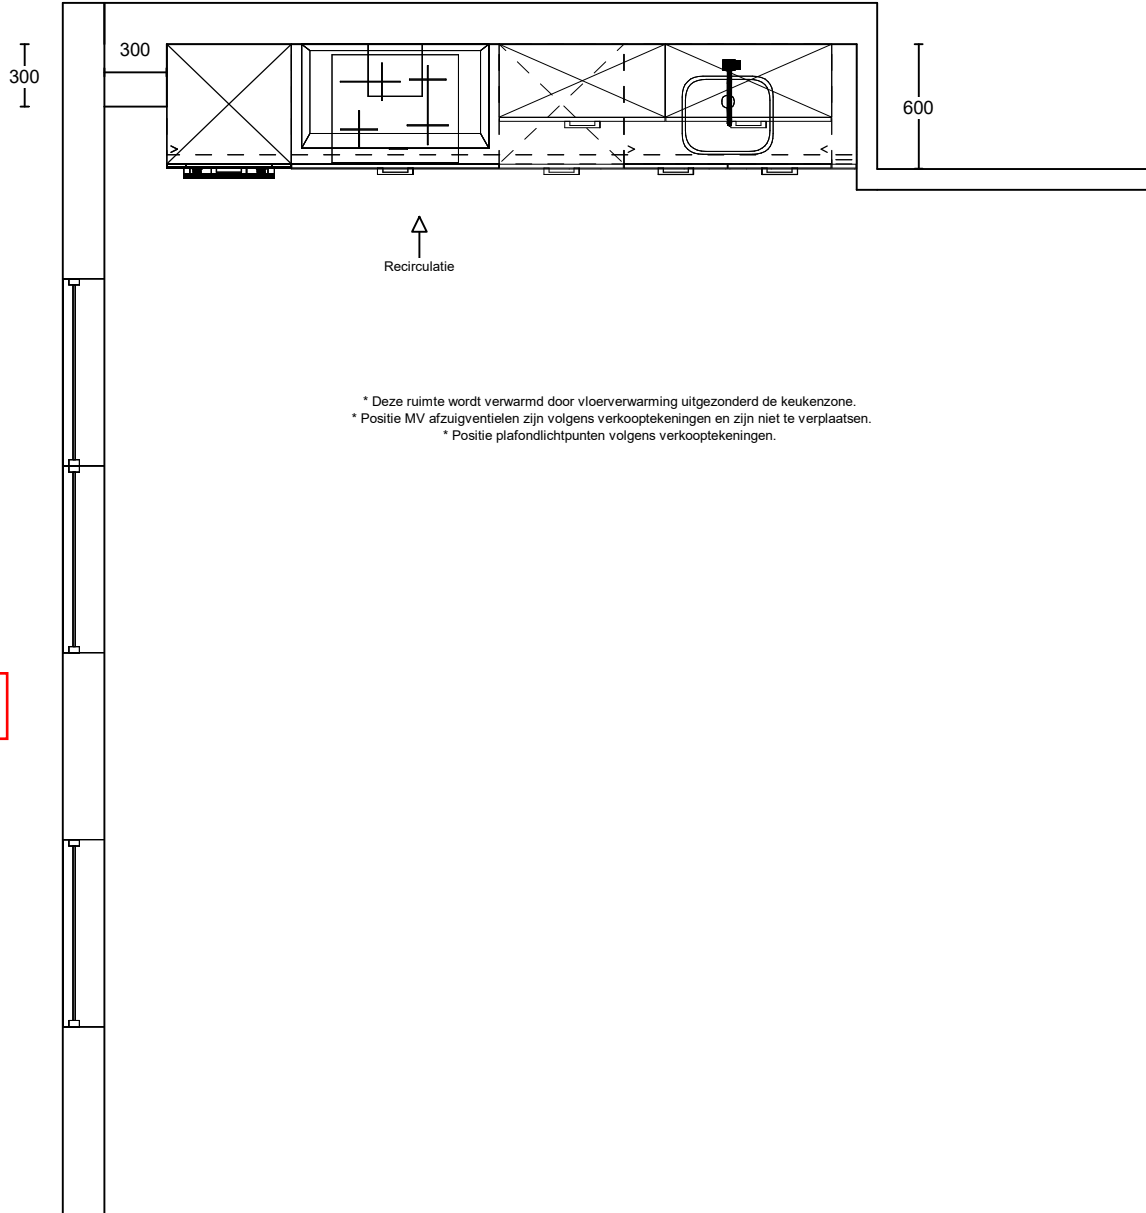 300
300
600
Recirculatie
* Deze ruimte wordt verwarmd door vloerverwarming uitgezonderd de keukenzone.
* Positie MV afzuigventielen zijn volgens verkooptekeningen en zijn niet te verplaatsen.
* Positie plafondlichtpunten volgens verkooptekeningen.